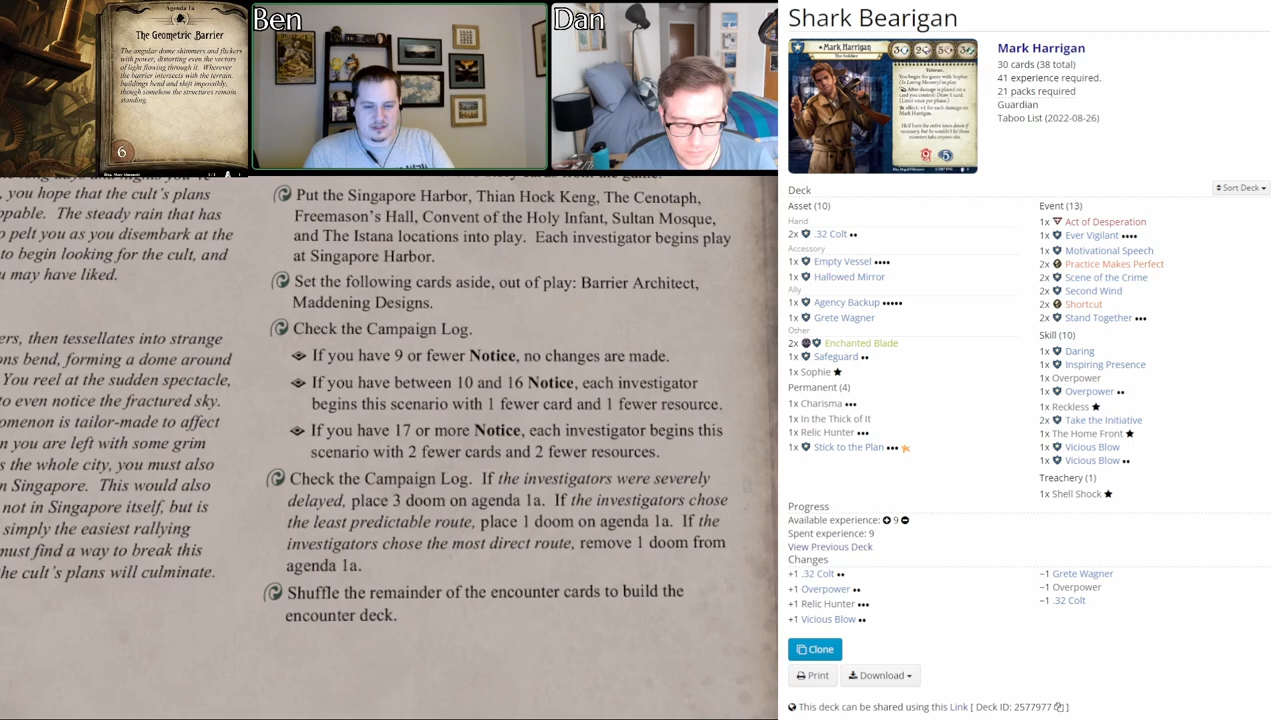 Agenda 1a
The Geometric Barrier
The angular dome shimmers and flickers
with power, distorting even the vectors
of light flowing through it. Wherever
the barrier intersects with the terrain,
buildings bend and shift impossibly,
though somehow the structures remain
standing.
6
Ben
Dan
, you hope that the cult's plans
ppable. The steady rain that has
o pelt you as you disembark at the
to begin looking for the cult, and
u may have liked.
ers, then tessellates into strange
ons bend, forming a dome around
You reel at the sudden spectacle,
to even notice the fractured sky.
omenon is tailor-made to affect
n you are left with some grim
s the whole city, you must also
n Singapore. This would also
not in Singapore itself, but is
simply the easiest rallying
must find a way to break this
he cult's plans will culminate.
Put the Singapore Harbor, Thian Hock Keng, The Cenotaph,
Freemason's Hall, Convent of the Holy Infant, Sultan Mosque,
and The Istana locations into play. Each investigator begins play
at Singapore Harbor.
Set the following cards aside, out of play: Barrier Architect,
Maddening Designs.
Check the Campaign Log.
If you have 9 or fewer Notice, no changes are made.
If you have between 10 and 16 Notice, each investigator
begins this scenario with 1 fewer card and 1 fewer resource.
If you have 17 or more Notice, each investigator begins this
scenario with 2 fewer cards and 2 fewer resources.
Check the Campaign Log. If the investigators were severely
delayed, place 3 doom on agenda 1a. If the investigators chose
the least predictable route, place 1 doom on agenda 1a. If the
investigators chose the most direct route, remove 1 doom from
agenda 1a.
Shuffle the remainder of the encounter cards to build the
encounter deck.
Shark Bearigan
Mark Harrigan
The Soldier
Mark Harrigan
30 cards (38 total)
41 experience required.
21 packs required
Guardian
Taboo List (2022-08-26)
Sort Deck
Deck
Asset (10)
Hand
2x .32 Colt ••
Accessory
1x Empty Vessel ••••
1x Hallowed Mirror
Ally
1x Agency Backup •••••
1x Grete Wagner
Other
2x Enchanted Blade
1x Safeguard ••
1x Sophie ★
Permanent (4)
1x Charisma •••
1x In the Thick of It
1x Relic Hunter •••
1x Stick to the Plan •••
Event (13)
1x Act of Desperation
1x Ever Vigilant ••••
1x Motivational Speech
2x Practice Makes Perfect
2x Scene of the Crime
2x Second Wind
2x Shortcut
2x Stand Together •••
Skill (10)
1x Daring
1x Inspiring Presence
1x Overpower
1x Overpower ••
1x Reckless ★
2x Take the Initiative
1x The Home Front ★
1x Vicious Blow
1x Vicious Blow ••
Treachery (1)
1x Shell Shock ★
Progress
Available experience: 9
Spent experience: 9
View Previous Deck
Changes
+1 .32 Colt ••
+1 Overpower ••
+1 Relic Hunter •••
+1 Vicious Blow ••
−1 Grete Wagner
−1 Overpower
−1 .32 Colt
Clone
Print
Download
This deck can be shared using this Link [ Deck ID: 2577977 ]